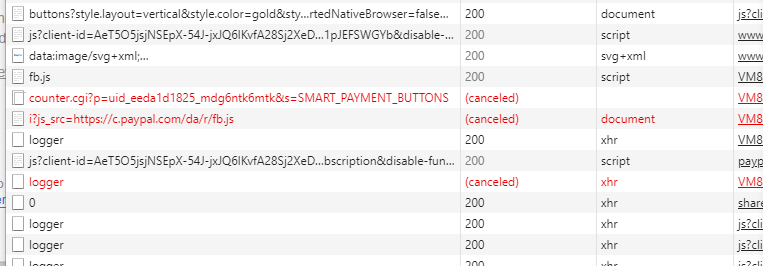 buttons?style.layout=vertical&style.color=gold&sty...rtedNativeBrowser=false... 200 document js?cli
js?client-id=AeT5O5jsjNSEpX-54J-jxJQ6IKvfA28Sj2XeD...1pJEFSWGYb&disable-... 200 script www
data:image/svg+xml;... 200 svg+xml www
fb.js 200 script VM8
counter.cgi?p=uid_eeda1d1825_mdg6ntk6mtk&s=SMART_PAYMENT_BUTTONS (canceled) VM8
i?js_src=https://c.paypal.com/da/r/fb.js (canceled) document VM8
logger 200 xhr VM8
js?client-id=AeT5O5jsjNSEpX-54J-jxJQ6IKvfA28Sj2XeD...bscription&disable-fun... 200 script payp
logger (canceled) xhr VM8
0 200 xhr share
logger 200 xhr js?cli
logger 200 xhr js?cli
logger 200 xhr js?cli